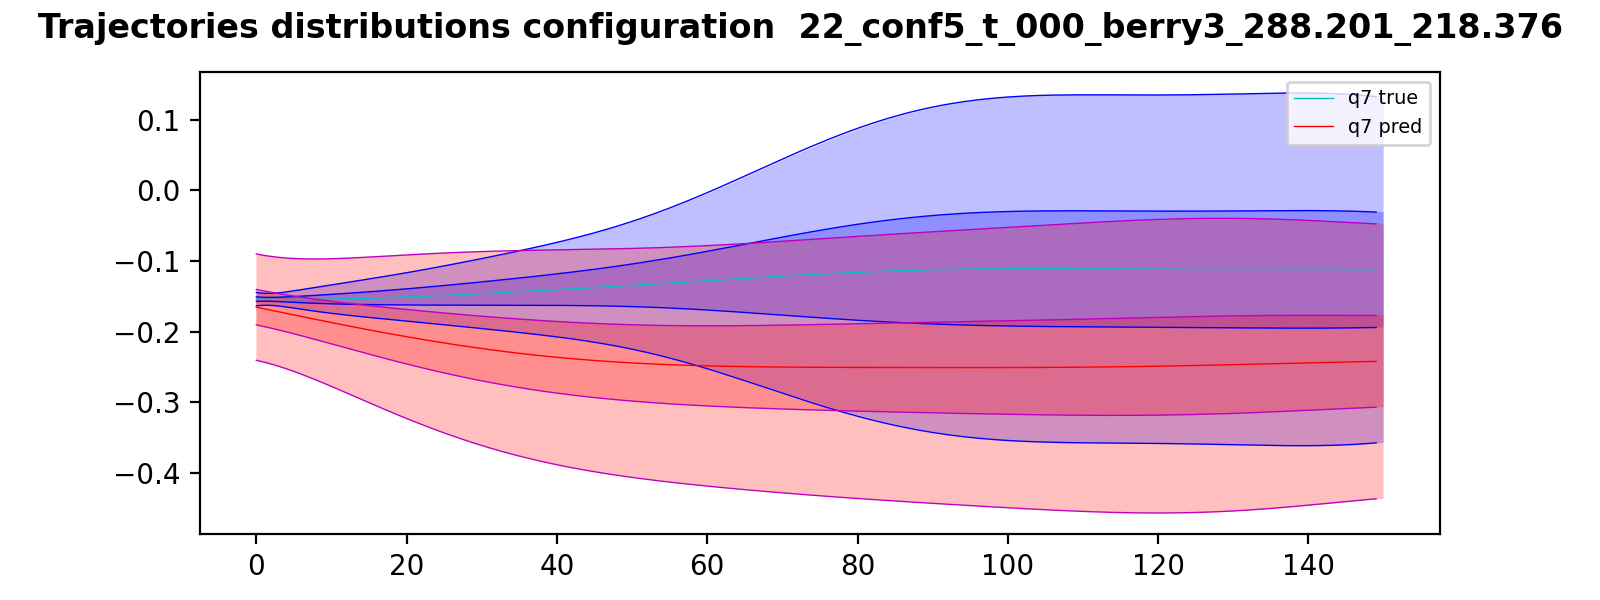 Trajectories distributions configuration  22_conf5_t_000_berry3_288.201_218.376
q7 true
q7 pred
0.1
0.0
−0.1
−0.2
−0.3
−0.4
0 20 40 60 80 100 120 140